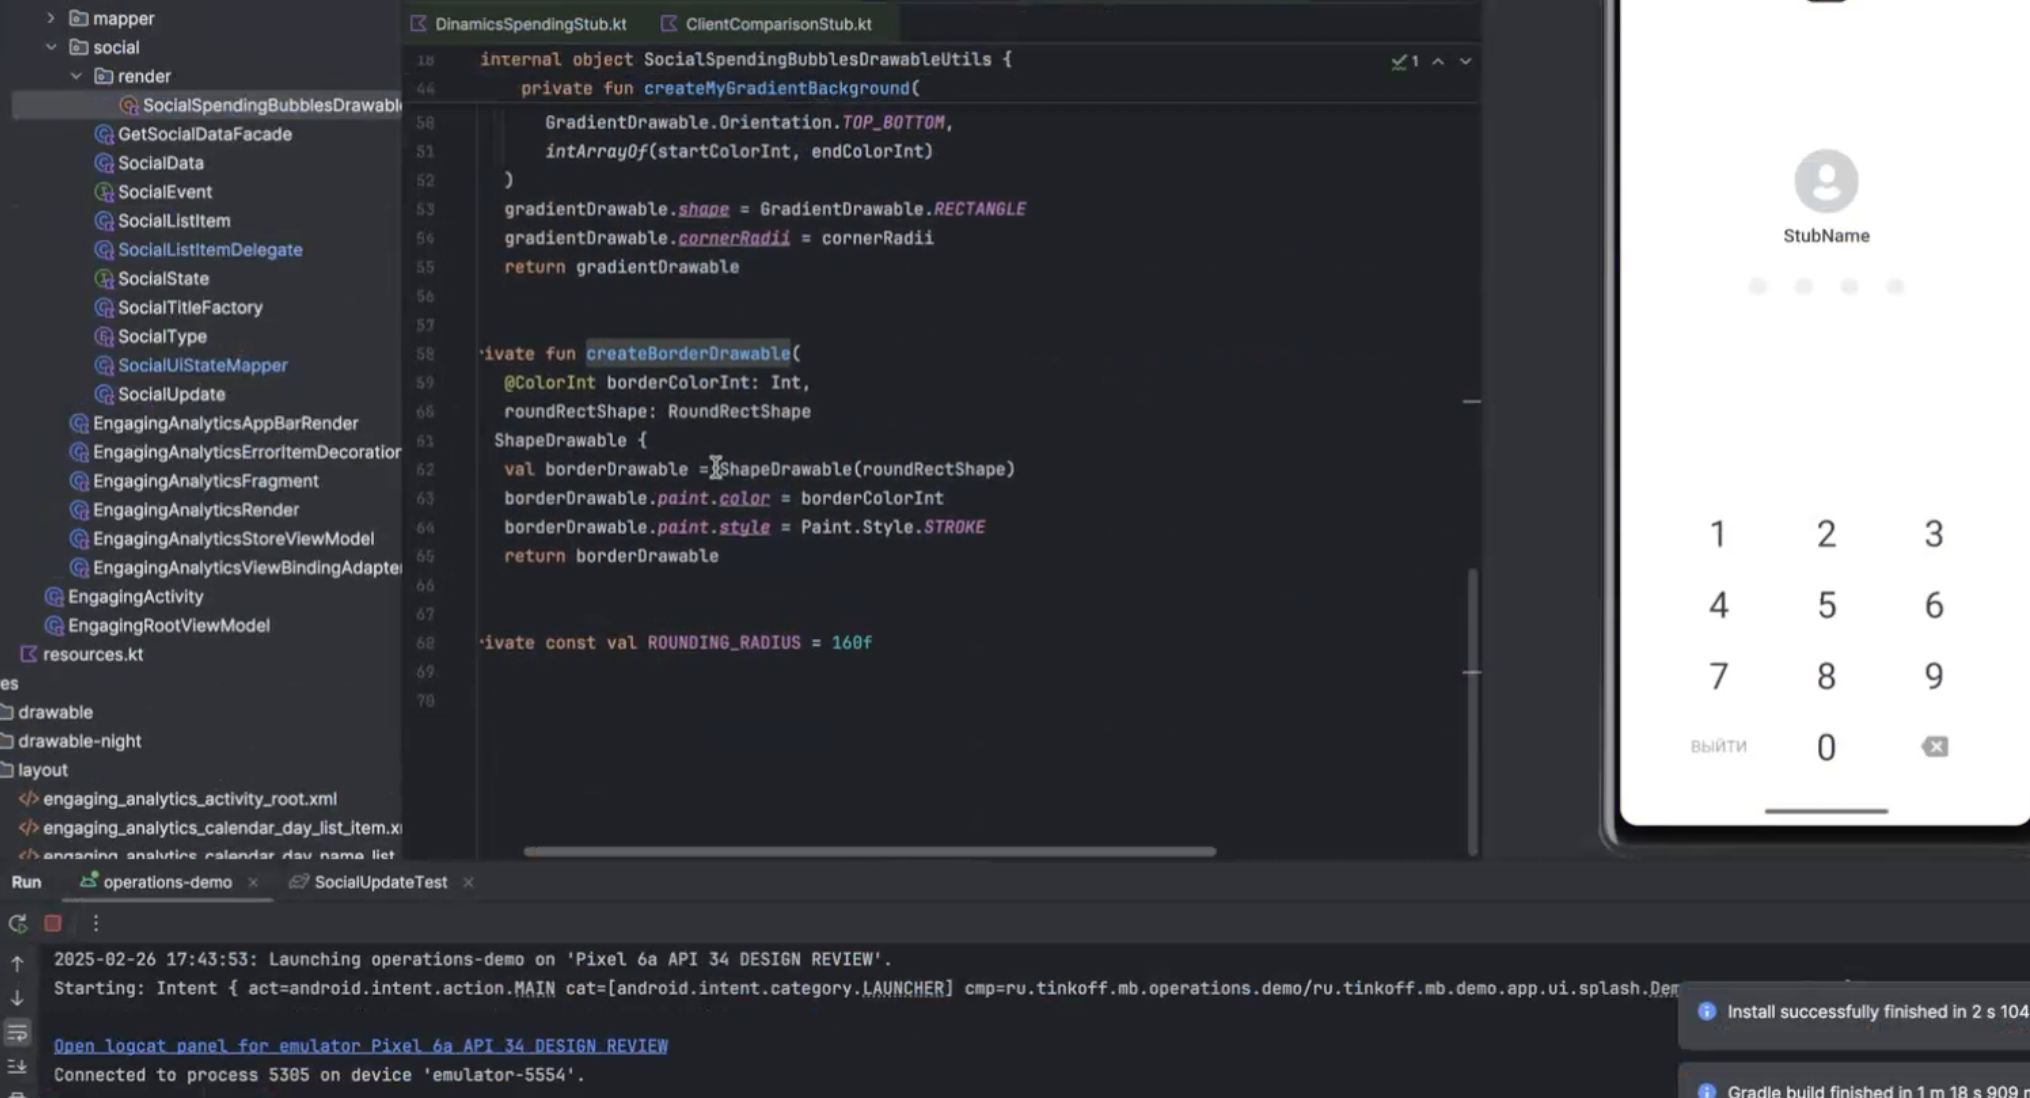 mapper
social
render
SocialSpendingBubblesDrawabl
GetSocialDataFacade
SocialData
SocialEvent
SocialListItem
SocialListItemDelegate
SocialState
SocialTitleFactory
SocialType
SocialUiStateMapper
SocialUpdate
EngagingAnalyticsAppBarRender
EngagingAnalyticsErrorItemDecoration
EngagingAnalyticsFragment
EngagingAnalyticsRender
EngagingAnalyticsStoreViewModel
EngagingAnalyticsViewBindingAdapte
EngagingActivity
EngagingRootViewModel
resources.kt
es
drawable
drawable-night
layout
engaging_analytics_activity_root.xml
engaging_analytics_calendar_day_list_item.x
engaging_analytics_calendar_day_name_list
DinamicsSpendingStub.kt ClientComparisonStub.kt
18 internal object SocialSpendingBubblesDrawableUtils {
44 private fun createMyGradientBackground(
1
50 GradientDrawable.Orientation.TOP_BOTTOM,
51 intArrayOf(startColorInt, endColorInt)
52 )
53 gradientDrawable.shape = GradientDrawable.RECTANGLE
54 gradientDrawable.cornerRadii = cornerRadii
55 return gradientDrawable
56
57
58 ivate fun createBorderDrawable(
59 @ColorInt borderColorInt: Int,
60 roundRectShape: RoundRectShape
61 ShapeDrawable {
62 val borderDrawable = ShapeDrawable(roundRectShape)
63 borderDrawable.paint.color = borderColorInt
64 borderDrawable.paint.style = Paint.Style.STROKE
65 return borderDrawable
66
67
68 ivate const val ROUNDING_RADIUS = 160f
69
70
StubName
1 2 3
4 5 6
7 8 9
ВЫЙТИ 0
Run operations-demo SocialUpdateTest
2025-02-26 17:43:53: Launching operations-demo on 'Pixel 6a API 34 DESIGN REVIEW'.
Starting: Intent { act=android.intent.action.MAIN cat=[android.intent.category.LAUNCHER] cmp=ru.tinkoff.mb.operations.demo/ru.tinkoff.mb.demo.app.ui.splash.Dem
Open logcat panel for emulator Pixel 6a API 34 DESIGN REVIEW
Connected to process 5305 on device 'emulator-5554'.
Install successfully finished in 2 s 104
Gradle build finished in 1 m 18 s 909 m